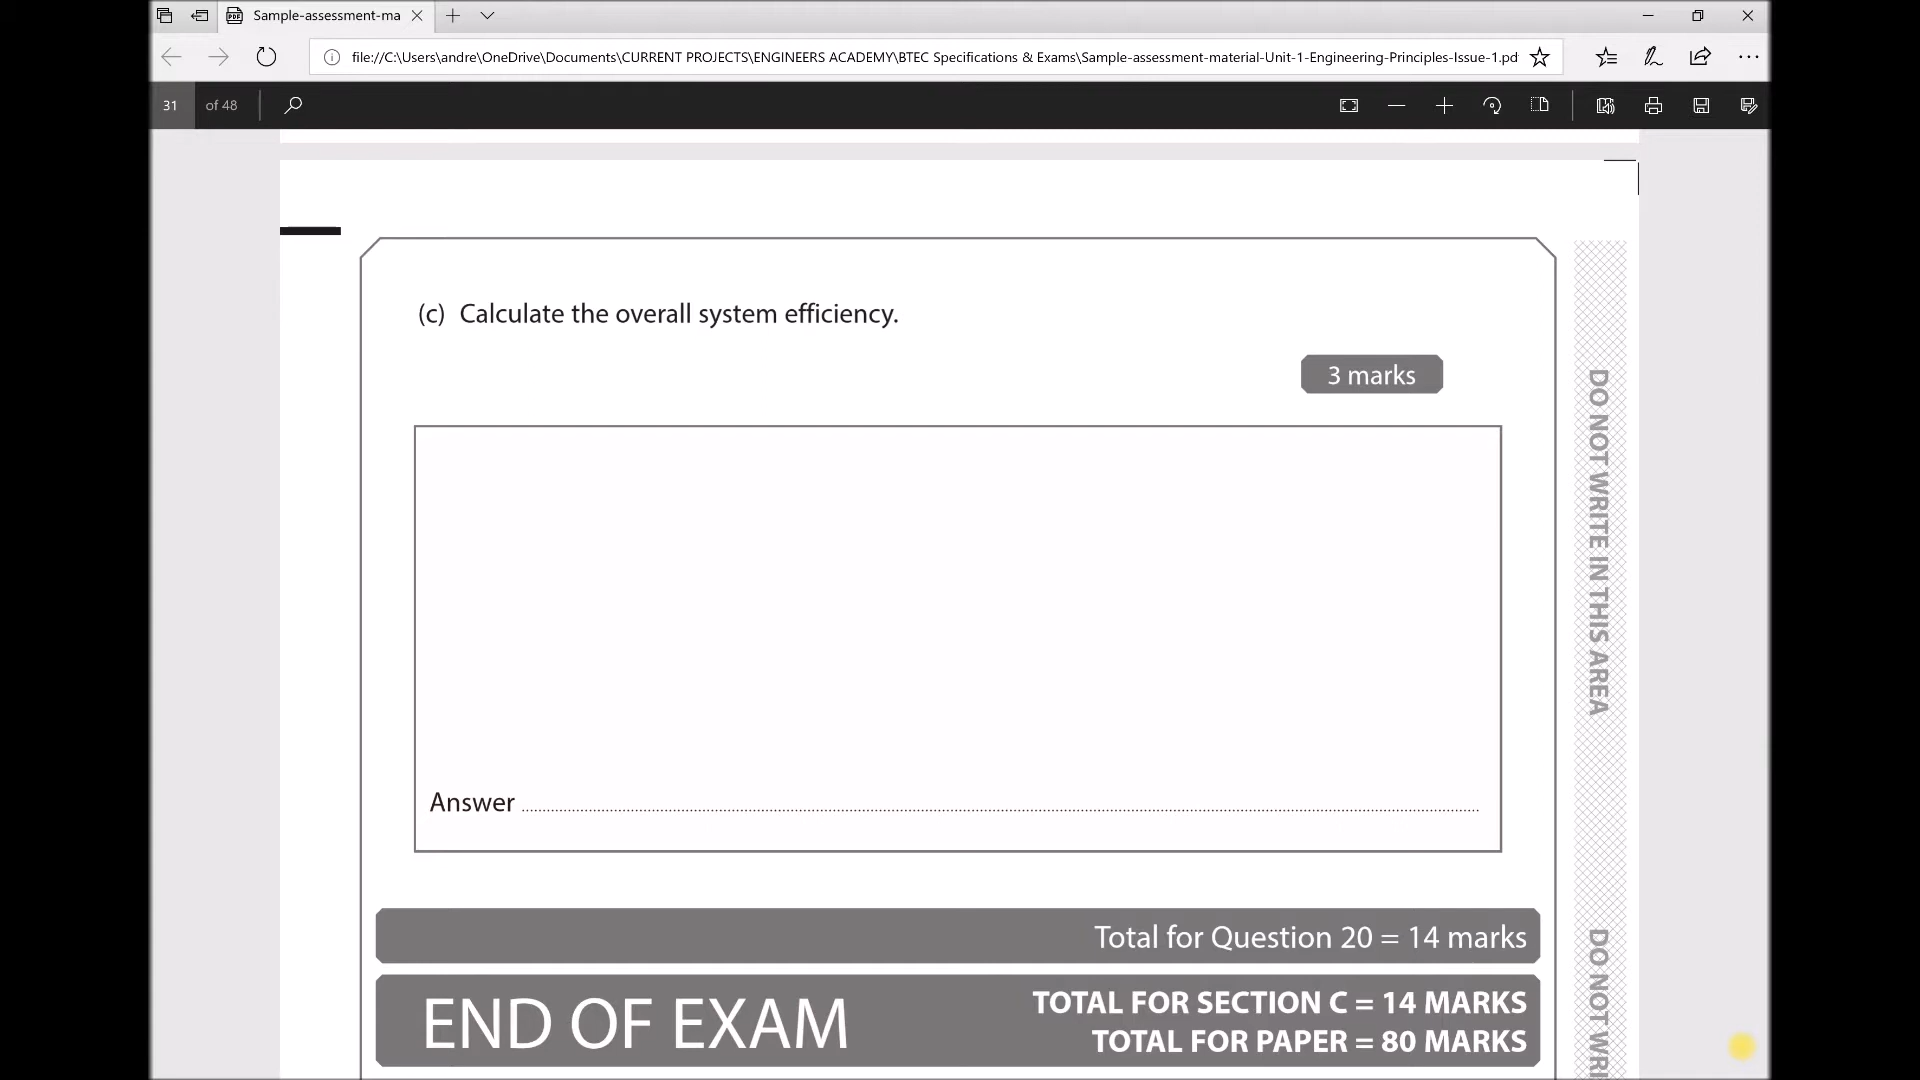 Sample-assessment-ma
file://C:\Users\andre\OneDrive\Documents\CURRENT PROJECTS\ENGINEERS ACADEMY\BTEC Specifications & Exams\Sample-assessment-material-Unit-1-Engineering-Principles-Issue-1.pd
31 of 48
(c) Calculate the overall system efficiency.
3 marks
Answer
Total for Question 20 = 14 marks
END OF EXAM
TOTAL FOR SECTION C = 14 MARKS
TOTAL FOR PAPER = 80 MARKS
DO NOT WRITE IN THIS AREA
DO NOT WRI